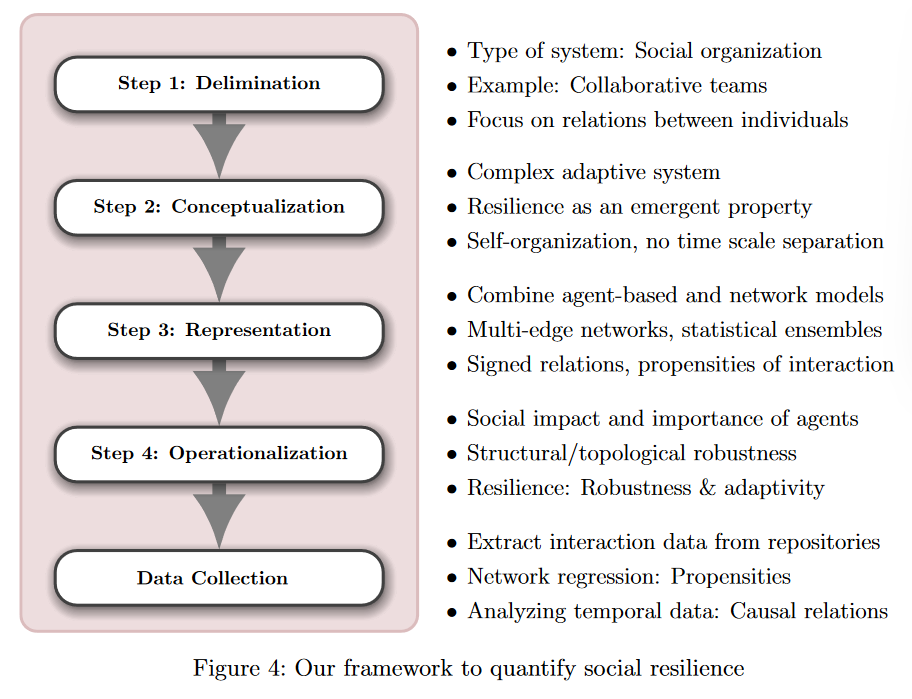 Step 1: Delimination
• Type of system: Social organization
• Example: Collaborative teams
• Focus on relations between individuals
Step 2: Conceptualization
• Complex adaptive system
• Resilience as an emergent property
• Self-organization, no time scale separation
Step 3: Representation
• Combine agent-based and network models
• Multi-edge networks, statistical ensembles
• Signed relations, propensities of interaction
Step 4: Operationalization
• Social impact and importance of agents
• Structural/topological robustness
• Resilience: Robustness & adaptivity
Data Collection
• Extract interaction data from repositories
• Network regression: Propensities
• Analyzing temporal data: Causal relations
Figure 4: Our framework to quantify social resilience